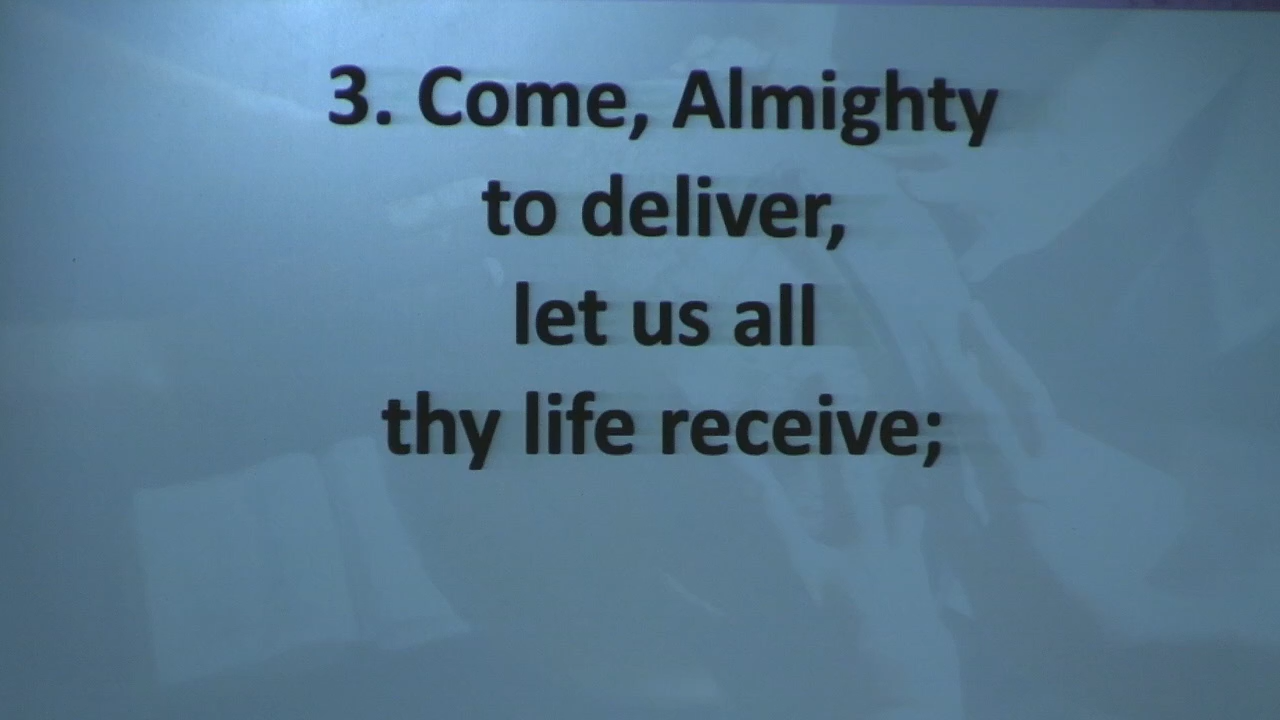 3. Come, Almighty
to deliver,
let us all
thy life receive;